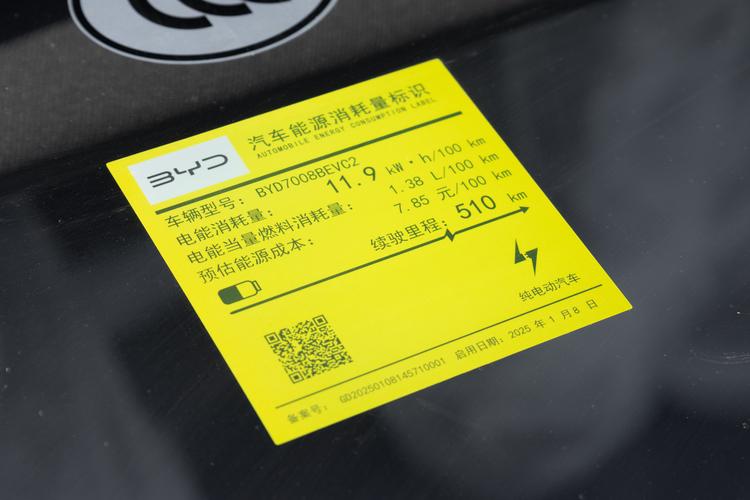 BYD
汽车能源消耗量标识
AUTOMOBILE ENERGY CONSUMPTION LABEL
车辆型号: BYD7008BEVC2
电能消耗量: 11.9 kW·h/100 km
电能当量燃料消耗量: 1.38 L/100 km
预估能源成本: 7.85 元/100 km
续驶里程: 510 km
纯电动汽车
备案号: GD20250108145710001 启用日期: 2025 年 1 月 8 日